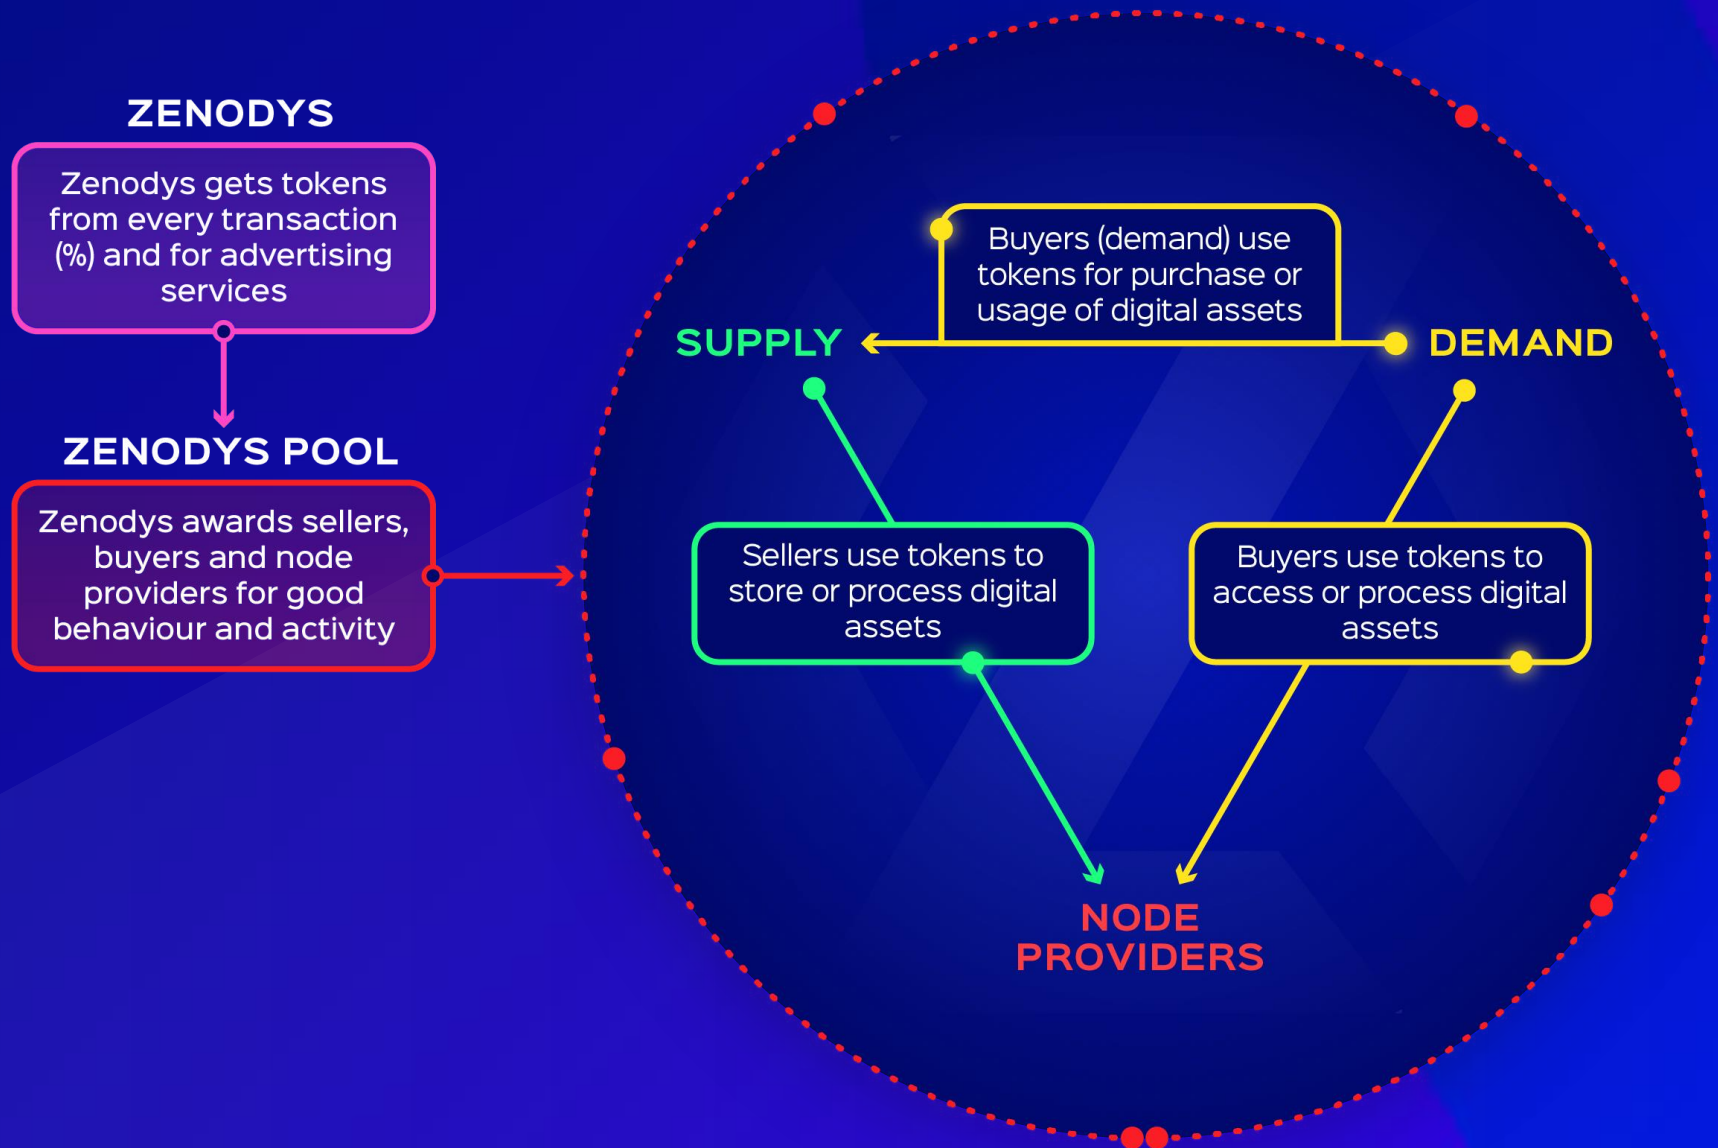 ZENODYS
Zenodys gets tokens
from every transaction
(%) and for advertising
services
ZENODYS POOL
Zenodys awards sellers,
buyers and node
providers for good
behaviour and activity
Buyers (demand) use
tokens for purchase or
usage of digital assets
SUPPLY
DEMAND
Sellers use tokens to
store or process digital
assets
Buyers use tokens to
access or process digital
assets
NODE
PROVIDERS